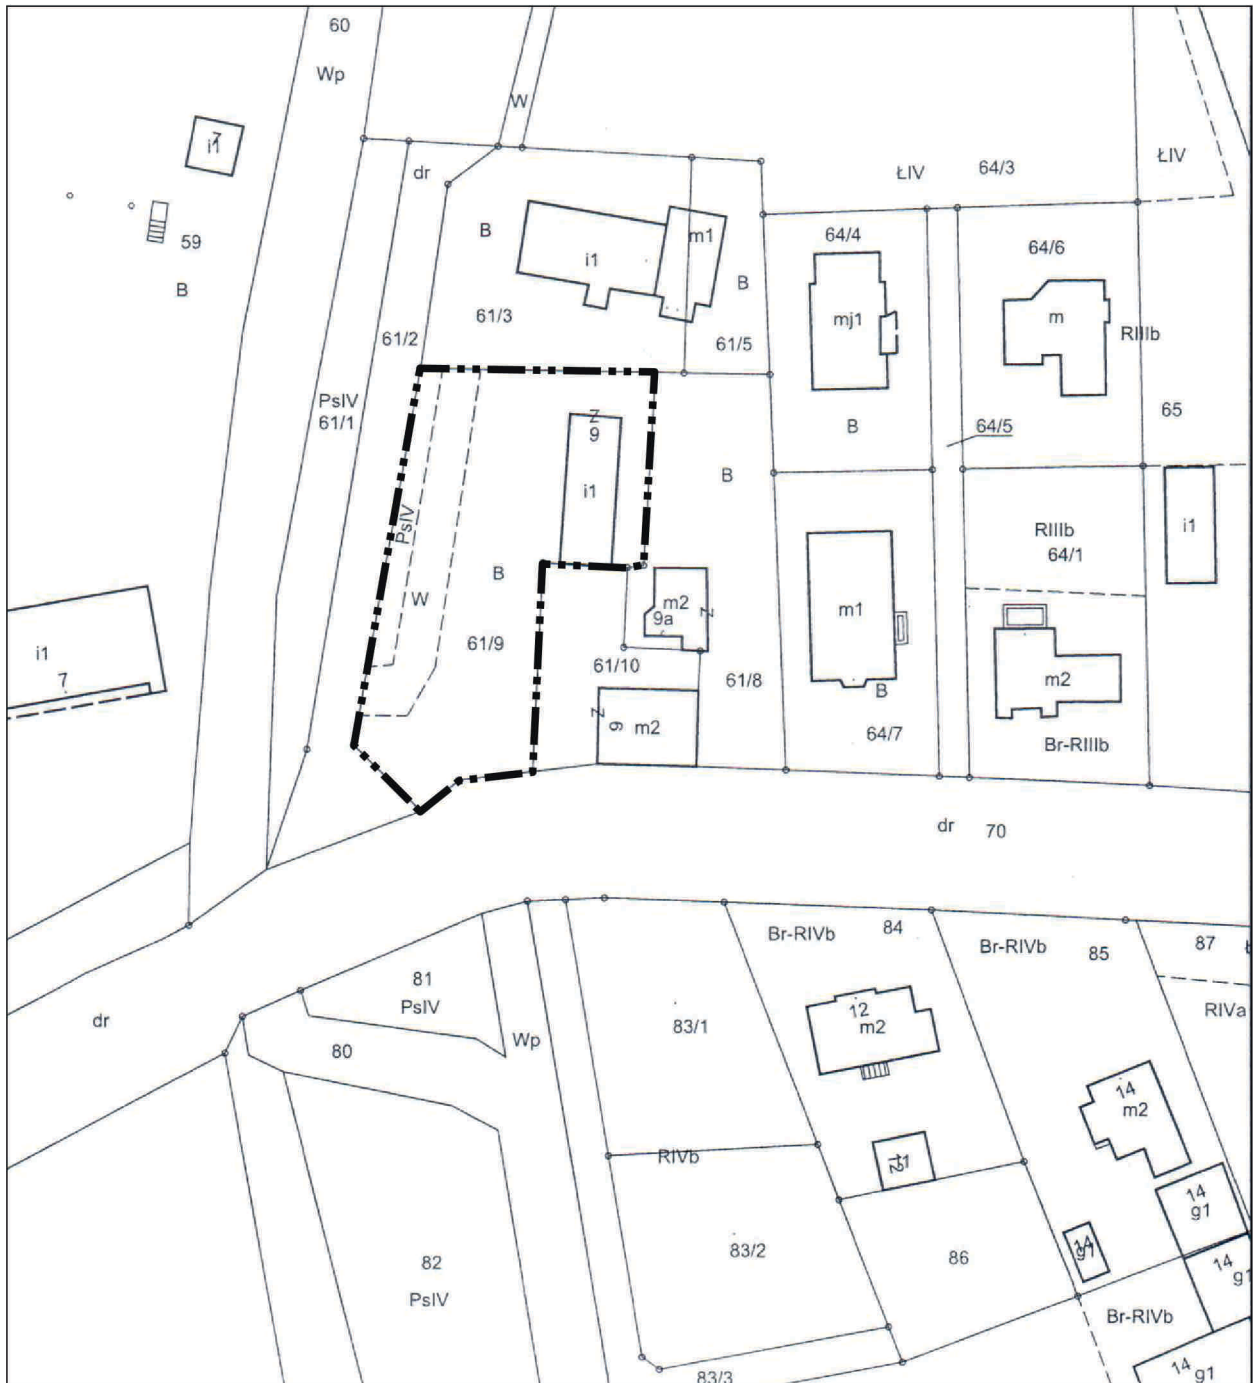 60
Wp
W
7
i1
dr
ŁIV
64/3
ŁIV
59
B
B
i1
m1
64/4
64/6
B
61/3
mj1
m
RIIIb
61/2
61/5
PsIV
61/1
Z
9
B
64/5
65
B
i1
PsIV
RIIIb
64/1
i1
B
W
m2
9a
Z
m1
61/9
i1
7
61/10
61/8
m2
B
Z
6
m2
64/7
Br-RIIIb
dr
70
Br-RIVb
84
Br-RIVb
85
87
81
PsIV
RIVa
dr
83/1
12
m2
80
Wp
14
m2
RIVb
12
14
g1
83/2
86
14
g1
82
PsIV
14
g1
Br-RIVb
83/3
14
g1